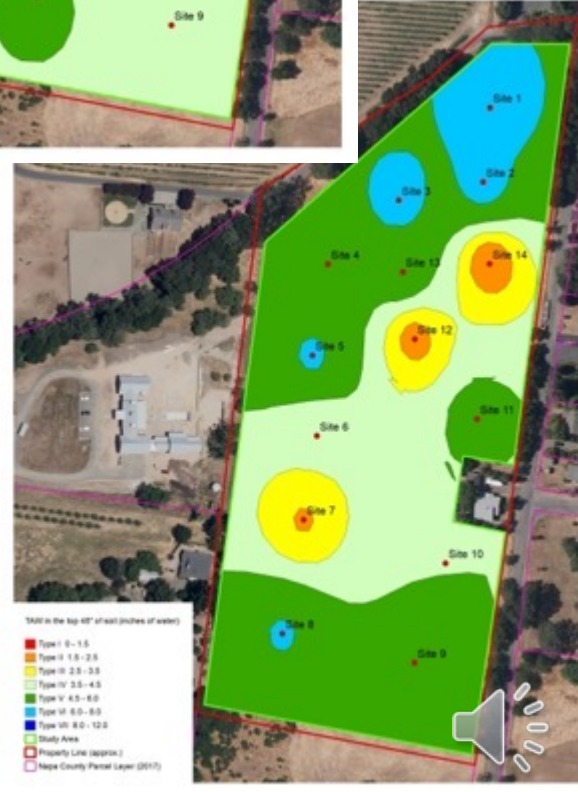 Site 9
Site 1
Site 2
Site 3
Site 4
Site 13
Site 14
Site 12
Site 5
Site 11
Site 6
Site 7
Site 10
Site 8
Site 9
TAW in the top 48" of soil (inches of water)
Type I 0 - 1.5
Type II 1.5 - 2.5
Type III 2.5 - 3.5
Type IV 3.5 - 4.5
Type V 4.5 - 6.0
Type VI 6.0 - 8.0
Type VII 8.0 - 12.0
Study Area
Property Line (approx.)
Napa County Parcel Layer (2017)